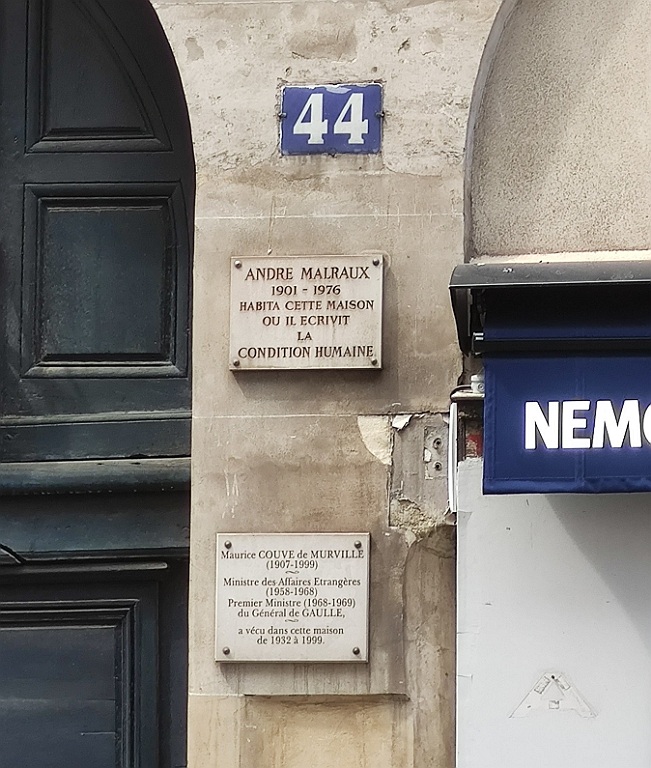 44
ANDRE MALRAUX
1901 - 1976
HABITA CETTE MAISON
OU IL ECRIVIT
LA
CONDITION HUMAINE
NEMO
Maurice COUVE de MURVILLE
(1907-1999)
Ministre des Affaires Etrangères
(1958-1968)
Premier Ministre (1968-1969)
du Général de GAULLE,
a vécu dans cette maison
de 1932 à 1999.